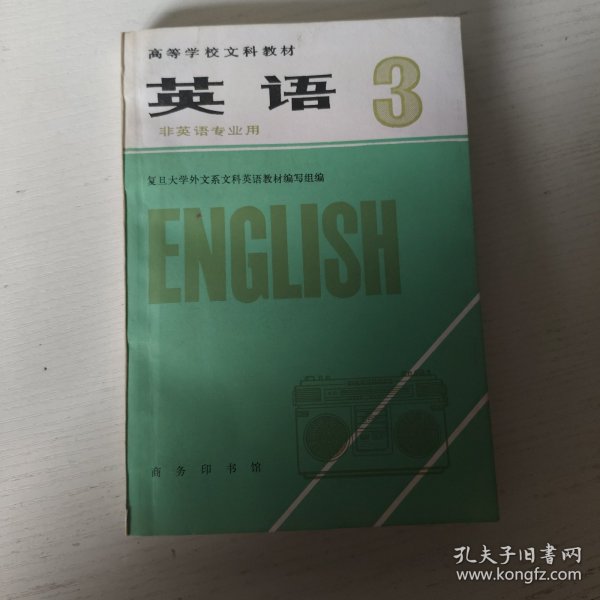 高等学校文科教材
英语 3
非英语专业用
复旦大学外文系文科英语教材编写组编
ENGLISH
商务印书馆
孔夫子旧书网
www.kongfz.com